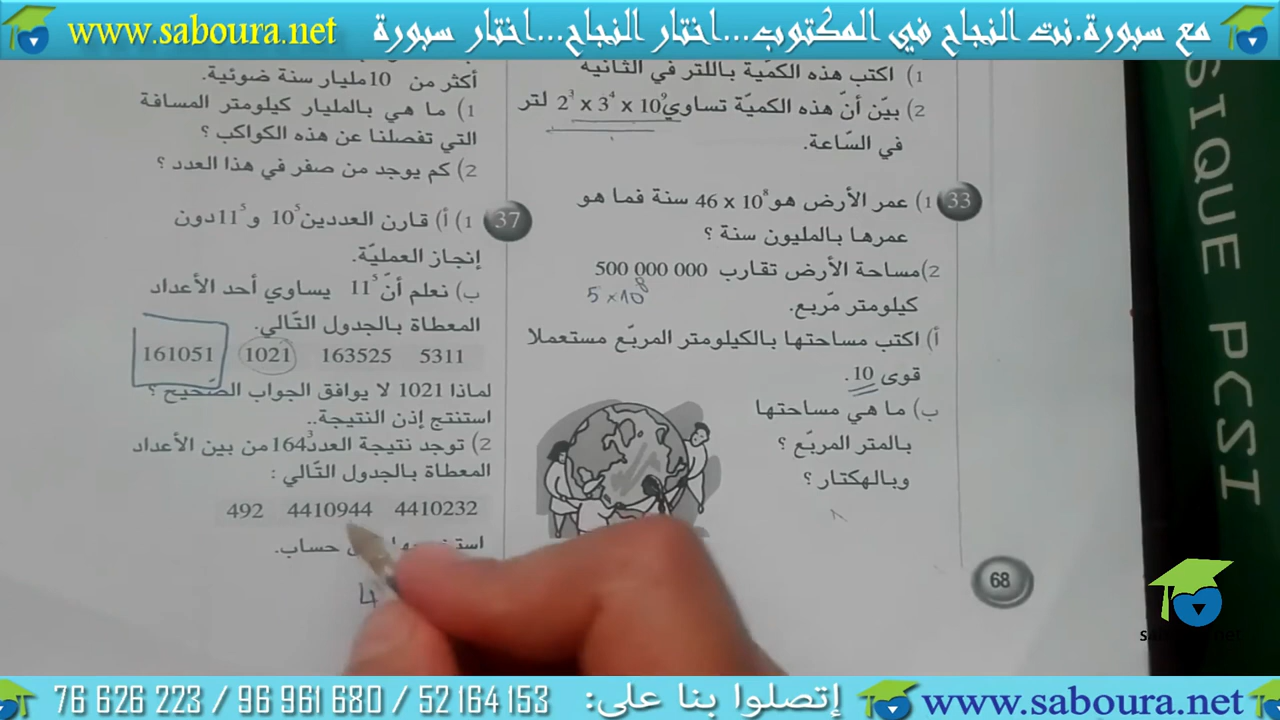 مع سبورة.نت النجاح في المكتوب...اختار النجاح...اختار سبورة
www.saboura.net
1) اكتب هذه الكميّة باللتر في الثانية
2) بيّن أنّ هذه الكميّة تساوي 2³ x 3⁴ x 10⁹ لتر
في السّاعة.
33
1) عمر الأرض هو 46 x 10⁸ سنة فما هو
عمرها بالمليون سنة ؟
2) مساحة الأرض تقارب 500 000 000
5 x 10⁸
كيلومتر مّربع.
أ) اكتب مساحتها بالكيلومتر المربّع مستعملا
قوى 10.
ب) ما هي مساحتها
بالمتر المربّع ؟
وبالهكتار ؟
68
أكثر من 10 مليار سنة ضوئية.
1) ما هي بالمليار كيلومتر المسافة
التي تفصلنا عن هذه الكواكب ؟
2) كم يوجد من صفر في هذا العدد ؟
37
1) أ) قارن العددين 10⁵ و 11⁵ دون
إنجاز العمليّة.
ب) نعلم أنّ 11⁵ يساوي أحد الأعداد
المعطاة بالجدول التّالي.
5311 163525 1021 161051
لماذا 1021 لا يوافق الجواب الصّحيح ؟
استنتج إذن النتيجة..
2) توجد نتيجة العدد 164³ من بين الأعداد
المعطاة بالجدول التّالي :
4410232 4410944 492
حساب.
4
SIQUE PCSI
www.saboura.net
إتصلوا بنا على: 76 626 223 / 96 961 680 / 52 164 153